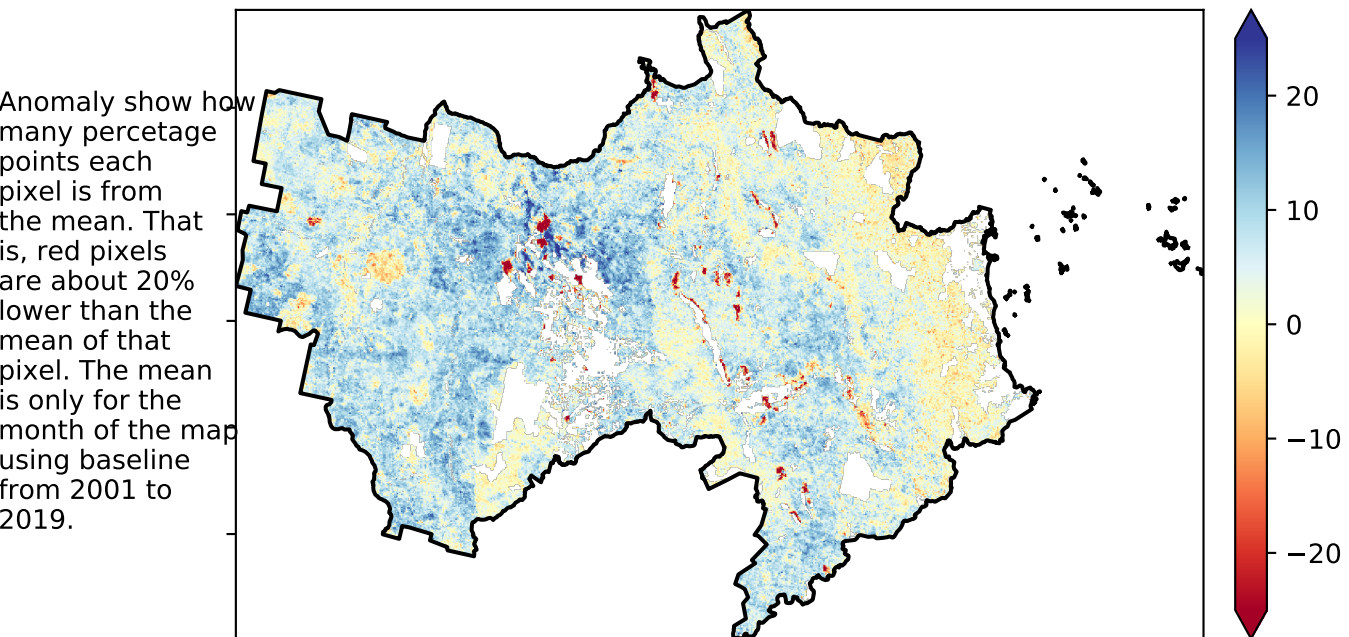 Anomaly show how
many percetage
points each
pixel is from
the mean. That
is, red pixels
are about 20%
lower than the
mean of that
pixel. The mean
is only for the
month of the map
using baseline
from 2001 to
2019.
20
10
0
−10
−20